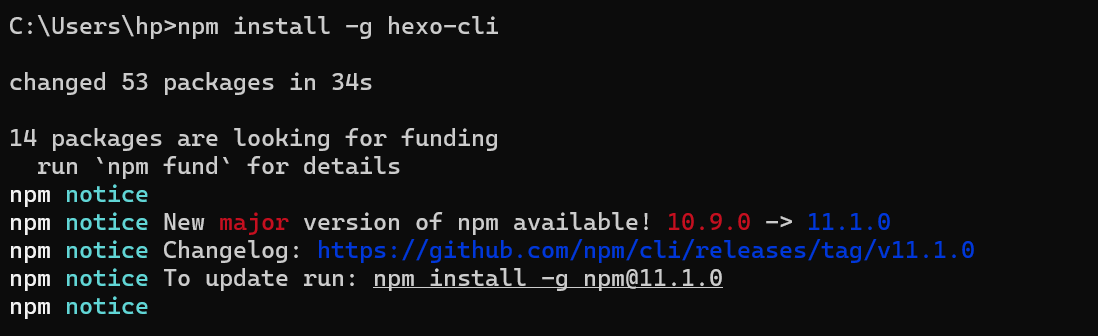 C:\Users\hp>npm install -g hexo-cli
changed 53 packages in 34s
14 packages are looking for funding
  run `npm fund` for details
npm notice
npm notice New major version of npm available! 10.9.0 -> 11.1.0
npm notice Changelog: https://github.com/npm/cli/releases/tag/v11.1.0
npm notice To update run: npm install -g npm@11.1.0
npm notice